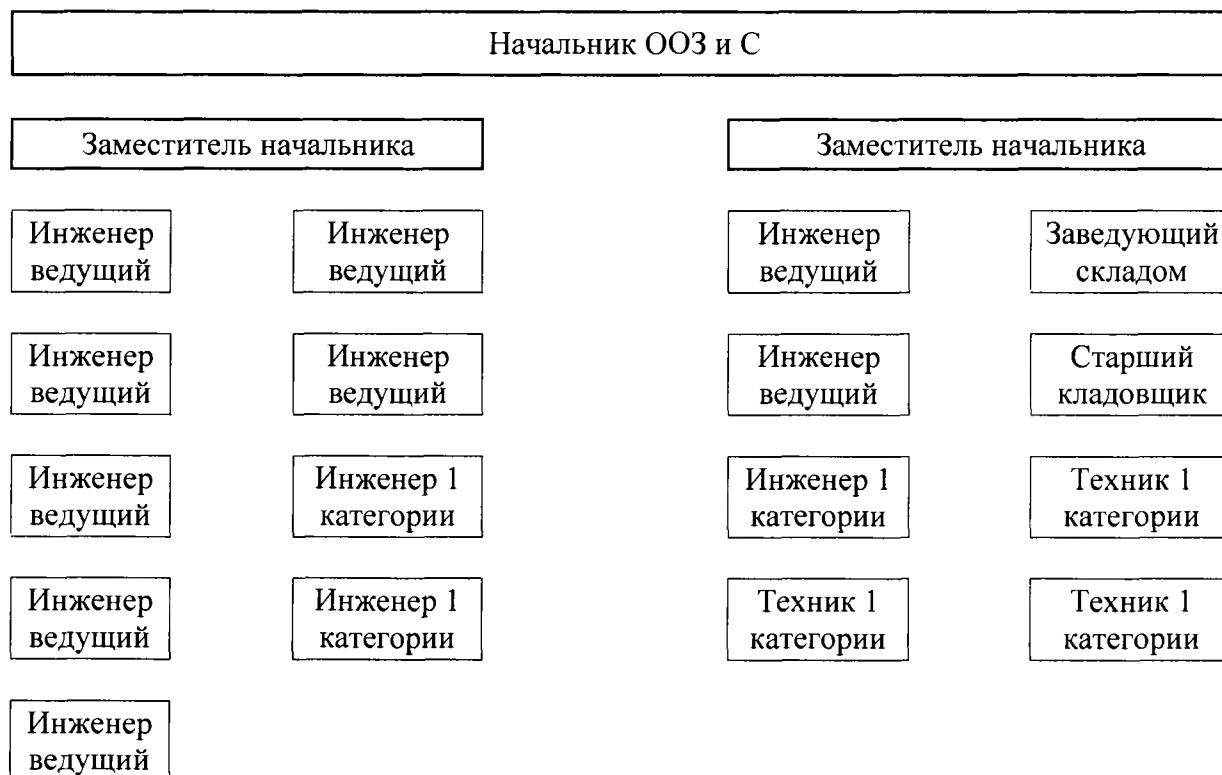 Начальник ООЗ и С
Заместитель начальника
Заместитель начальника
Инженер
ведущий
Инженер
ведущий
Инженер
ведущий
Заведующий
складом
Инженер
ведущий
Инженер
ведущий
Инженер
ведущий
Старший
кладовщик
Инженер
ведущий
Инженер 1
категории
Инженер 1
категории
Техник 1
категории
Инженер
ведущий
Инженер 1
категории
Техник 1
категории
Техник 1
категории
Инженер
ведущий